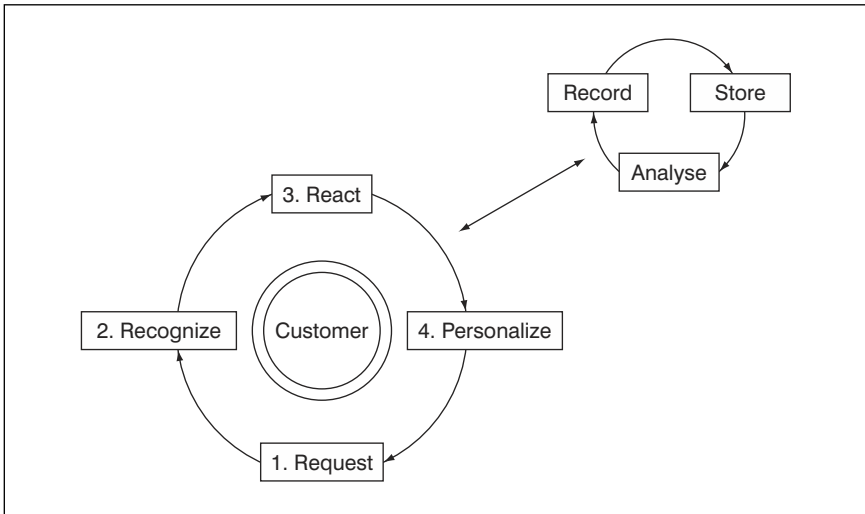 Record
Store
Analyse
3. React
2. Recognize
Customer
4. Personalize
1. Request